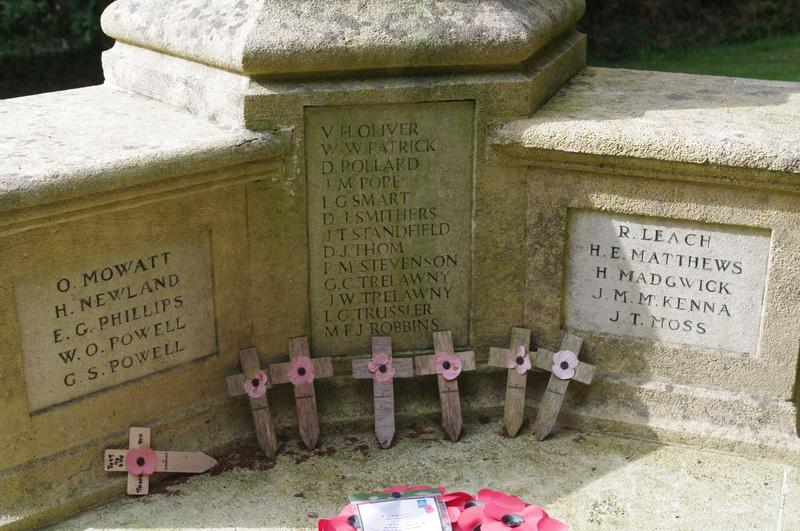 O. MOWATT
H. NEWLAND
E. G. PHILLIPS
W. O. POWELL
G. S. POWELL
V H OLIVER
W W PATRICK
D POLLARD
J M POPE
L G SMART
D J SMITHERS
J T STANDFIELD
D J THOM
F M STEVENSON
G. C TRELAWNY
J. W TRELAWNY
L G TRUSSLER
M F J ROBBINS
R. LEACH
H. E. MATTHEWS
H. MADGWICK
J. M. McKENNA
J. T. MOSS